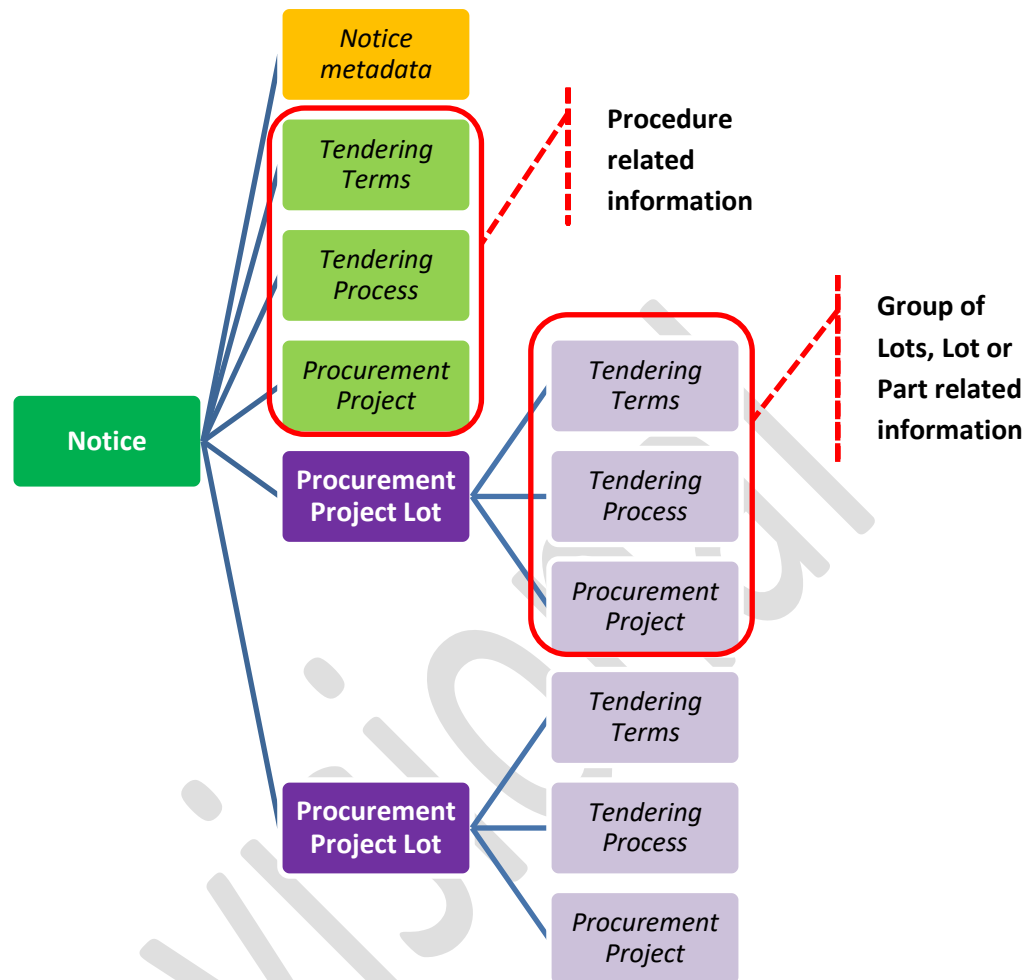 Notice
metadata
Tendering
Terms
Procedure
related
information
Tendering
Process
Procurement
Project
Notice
Procurement
Project Lot
Tendering
Terms
Group of
Lots, Lot or
Part related
information
Tendering
Process
Procurement
Project
Procurement
Project Lot
Tendering
Terms
Tendering
Process
Procurement
Project